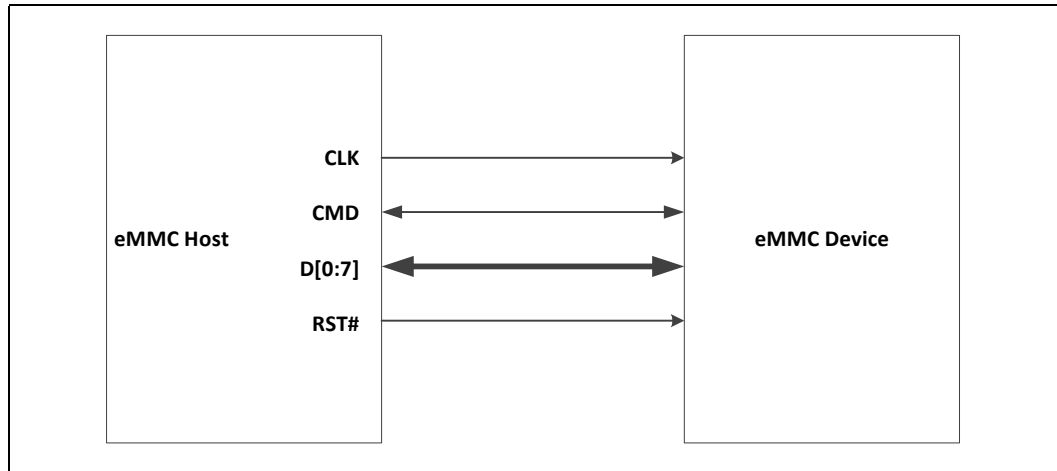 CLK
CMD
eMMC Host
eMMC Device
D[0:7]
RST#